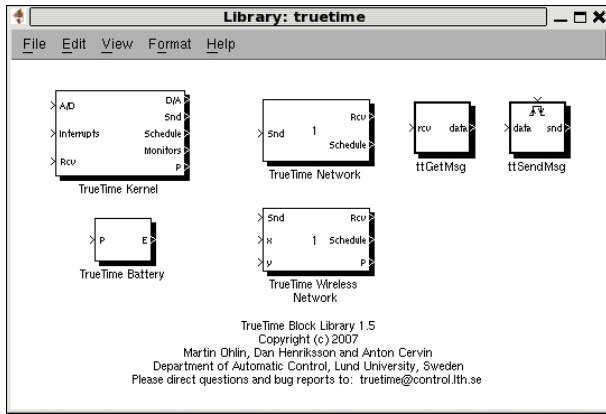 Library: truetime
File Edit View Format Help
A/D
Interrupts
Rcv
D/A
Snd
Schedule
Monitors
P
TrueTime Kernel
Snd
1
Rcv
Schedule
TrueTime Network
rcv data
ttGetMsg
data snd
ttSendMsg
P E
TrueTime Battery
Snd
x
y
1
Rcv
Schedule
P
TrueTime Wireless
Network
TrueTime Block Library 1.5
Copyright (c) 2007
Martin Ohlin, Dan Henriksson and Anton Cervin
Department of Automatic Control, Lund University, Sweden
Please direct questions and bug reports to: truetime@control.lth.se